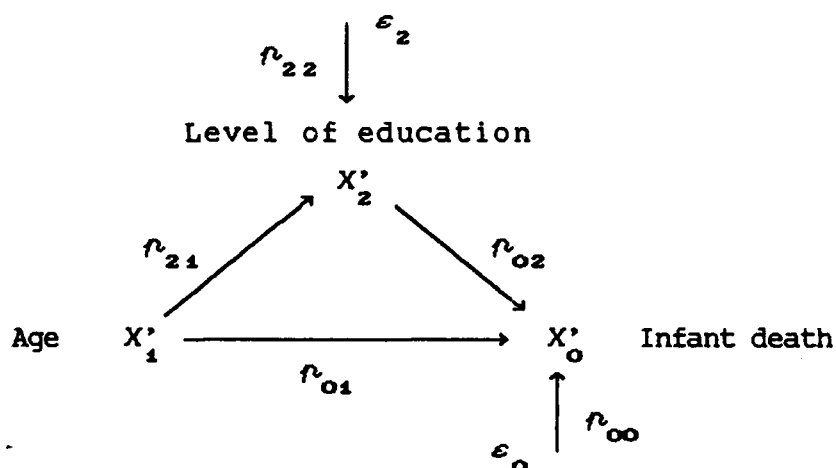 ε₂
p₂₂
Level of education
X'₂
p₂₁
p₀₂
Age X'₁ X'₀ Infant death
p₀₁
p₀₀
ε₀